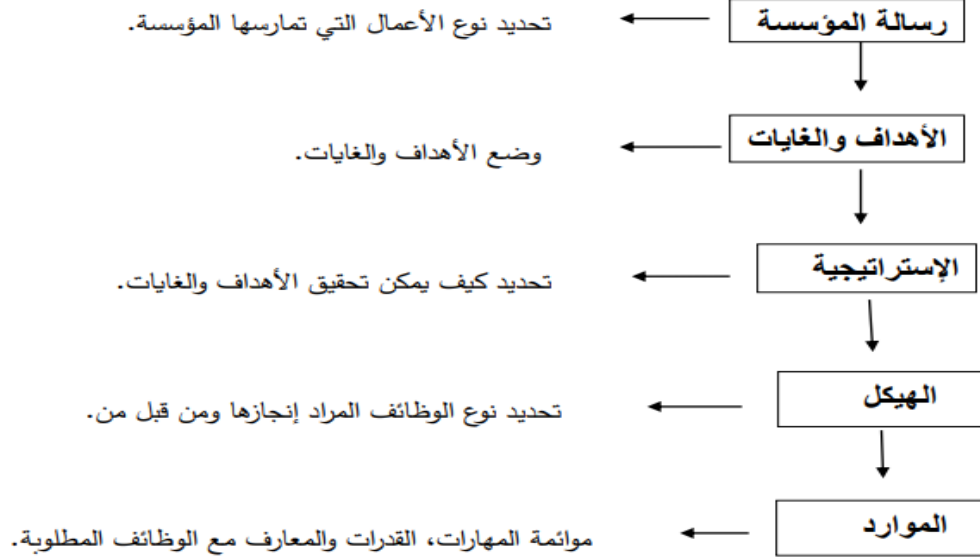 رسالة المؤسسة
تحديد نوع الأعمال التي تمارسها المؤسسة.
الأهداف والغايات
وضع الأهداف والغايات.
الإستراتيجية
تحديد كيف يمكن تحقيق الأهداف والغايات.
الهيكل
تحديد نوع الوظائف المراد إنجازها ومن قبل من.
الموارد
موائمة المهارات، القدرات والمعارف مع الوظائف المطلوبة.